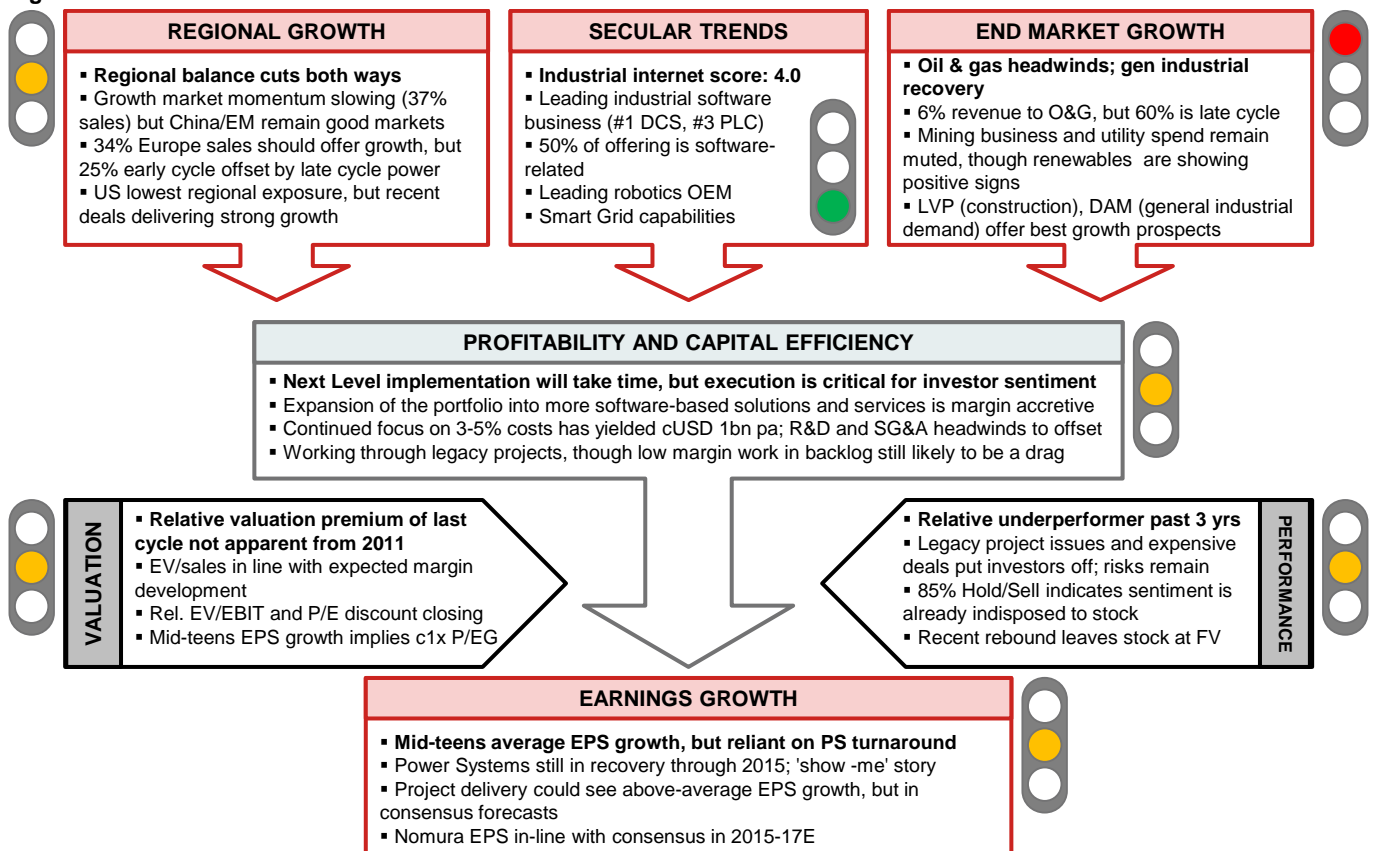 REGIONAL GROWTH
▪ Regional balance cuts both ways
▪ Growth market momentum slowing (37%
sales) but China/EM remain good markets
▪ 34% Europe sales should offer growth, but
25% early cycle offset by late cycle power
▪ US lowest regional exposure, but recent
deals delivering strong growth
SECULAR TRENDS
▪ Industrial internet score: 4.0
▪ Leading industrial software
business (#1 DCS, #3 PLC)
▪ 50% of offering is software-
related
▪ Leading robotics OEM
▪ Smart Grid capabilities
END MARKET GROWTH
▪ Oil & gas headwinds; gen industrial
recovery
▪ 6% revenue to O&G, but 60% is late cycle
▪ Mining business and utility spend remain
muted, though renewables are showing
positive signs
▪ LVP (construction), DAM (general industrial
demand) offer best growth prospects
PROFITABILITY AND CAPITAL EFFICIENCY
▪ Next Level implementation will take time, but execution is critical for investor sentiment
▪ Expansion of the portfolio into more software-based solutions and services is margin accretive
▪ Continued focus on 3-5% costs has yielded cUSD 1bn pa; R&D and SG&A headwinds to offset
▪ Working through legacy projects, though low margin work in backlog still likely to be a drag
VALUATION
▪ Relative valuation premium of last
cycle not apparent from 2011
▪ EV/sales in line with expected margin
development
▪ Rel. EV/EBIT and P/E discount closing
▪ Mid-teens EPS growth implies c1x P/EG
▪ Relative underperformer past 3 yrs
▪ Legacy project issues and expensive
deals put investors off; risks remain
▪ 85% Hold/Sell indicates sentiment is
already indisposed to stock
▪ Recent rebound leaves stock at FV
PERFORMANCE
EARNINGS GROWTH
▪ Mid-teens average EPS growth, but reliant on PS turnaround
▪ Power Systems still in recovery through 2015; 'show -me' story
▪ Project delivery could see above-average EPS growth, but in
consensus forecasts
▪ Nomura EPS in-line with consensus in 2015-17E